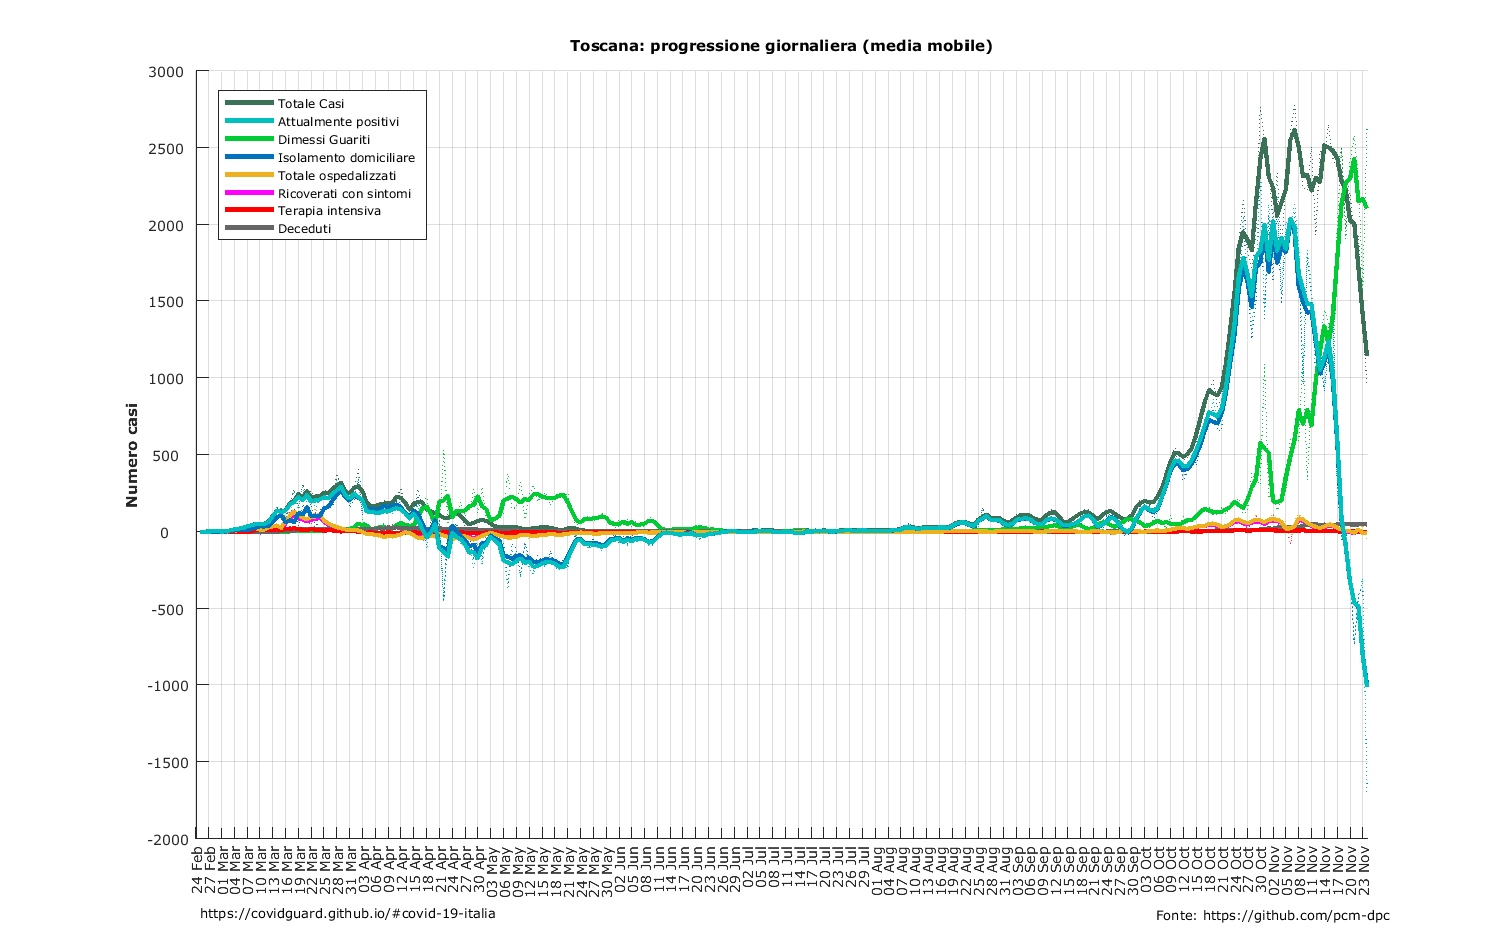 Toscana: progressione giornaliera (media mobile)
3000
2500
2000
1500
1000
500
0
-500
-1000
-1500
-2000
Numero casi
Totale Casi
Attualmente positivi
Dimessi Guariti
Isolamento domiciliare
Totale ospedalizzati
Ricoverati con sintomi
Terapia intensiva
Deceduti
24 Feb
27 Feb
01 Mar
04 Mar
07 Mar
10 Mar
13 Mar
16 Mar
19 Mar
22 Mar
25 Mar
28 Mar
31 Mar
03 Apr
06 Apr
09 Apr
12 Apr
15 Apr
18 Apr
21 Apr
24 Apr
27 Apr
30 Apr
03 May
06 May
09 May
12 May
15 May
18 May
21 May
24 May
27 May
30 May
02 Jun
05 Jun
08 Jun
11 Jun
14 Jun
17 Jun
20 Jun
23 Jun
26 Jun
29 Jun
02 Jul
05 Jul
08 Jul
11 Jul
14 Jul
17 Jul
20 Jul
23 Jul
26 Jul
29 Jul
01 Aug
04 Aug
07 Aug
10 Aug
13 Aug
16 Aug
19 Aug
22 Aug
25 Aug
28 Aug
31 Aug
03 Sep
06 Sep
09 Sep
12 Sep
15 Sep
18 Sep
21 Sep
24 Sep
27 Sep
30 Sep
03 Oct
06 Oct
09 Oct
12 Oct
15 Oct
18 Oct
21 Oct
24 Oct
27 Oct
30 Oct
02 Nov
05 Nov
08 Nov
11 Nov
14 Nov
17 Nov
20 Nov
23 Nov
https://covidguard.github.io/#covid-19-italia
Fonte: https://github.com/pcm-dpc